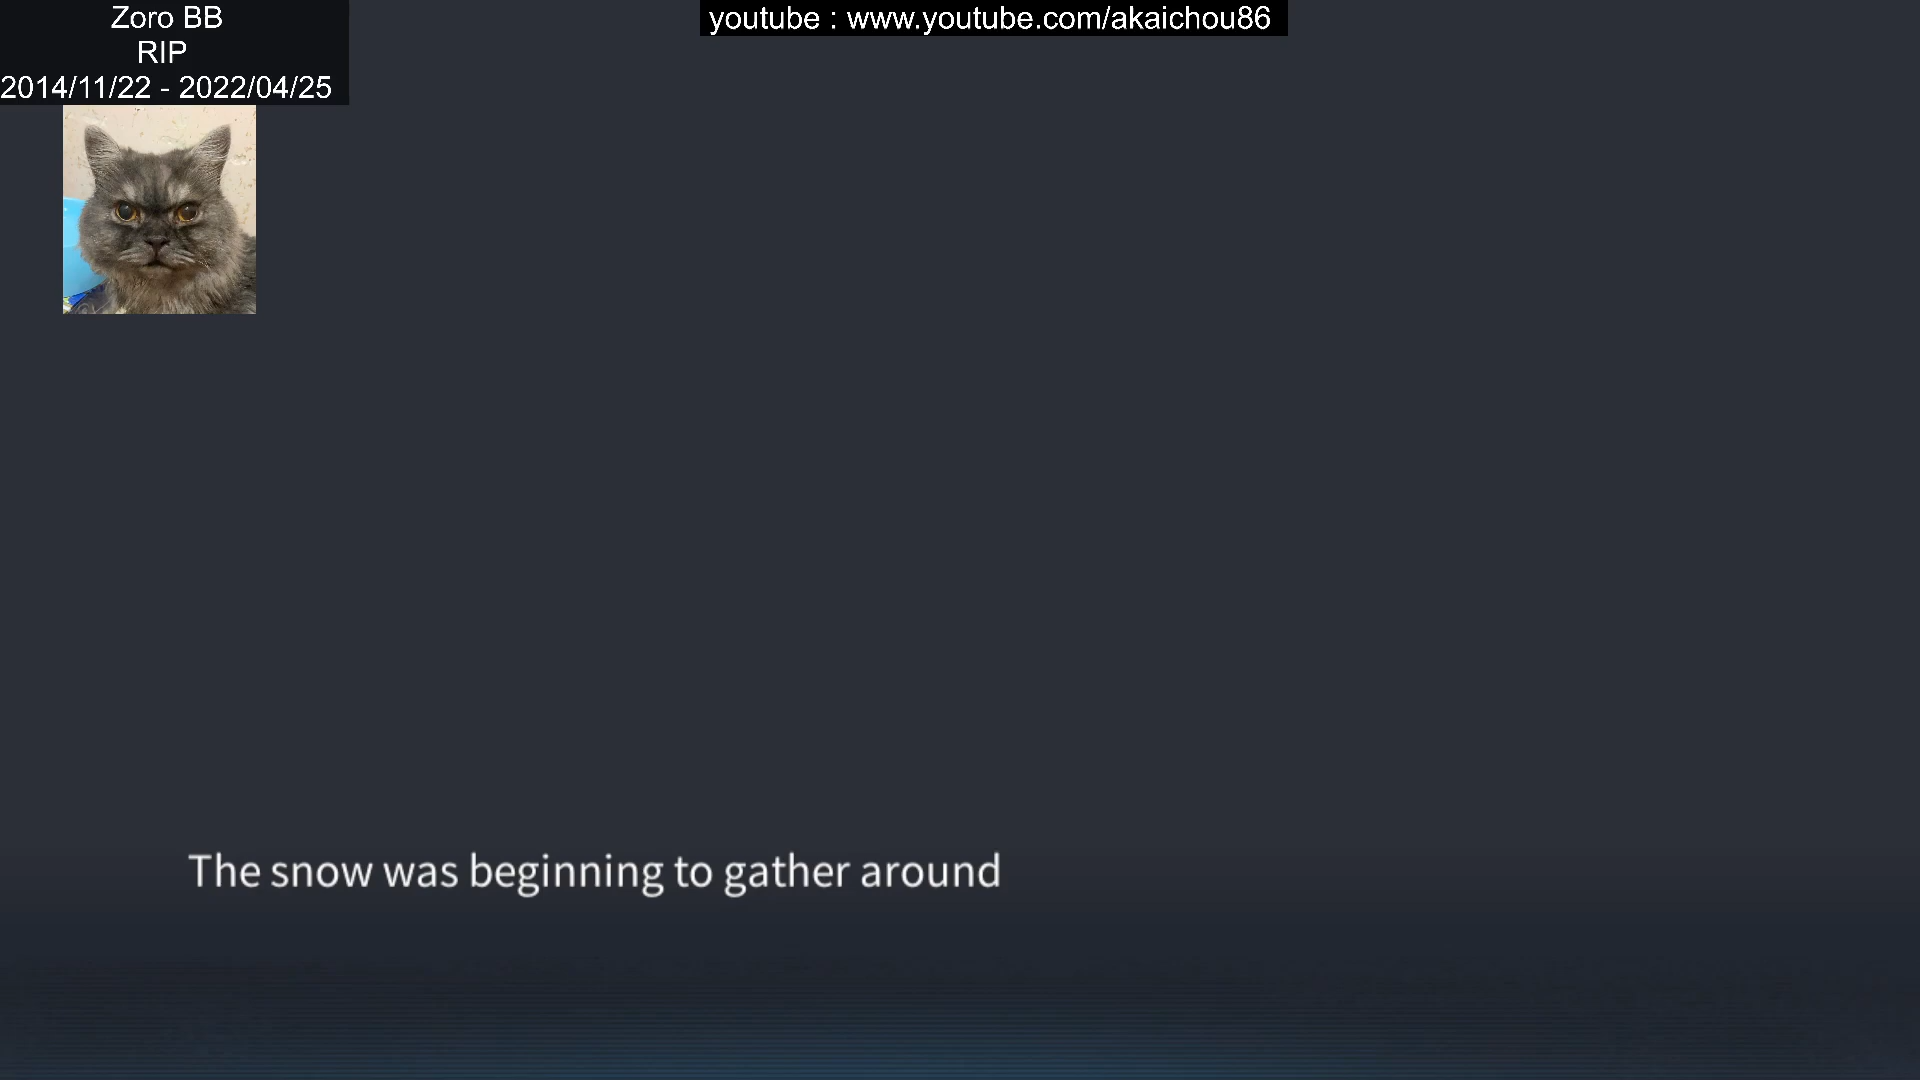 Zoro BB
RIP
2014/11/22 - 2022/04/25
youtube : www.youtube.com/akaichou86
The snow was beginning to gather around